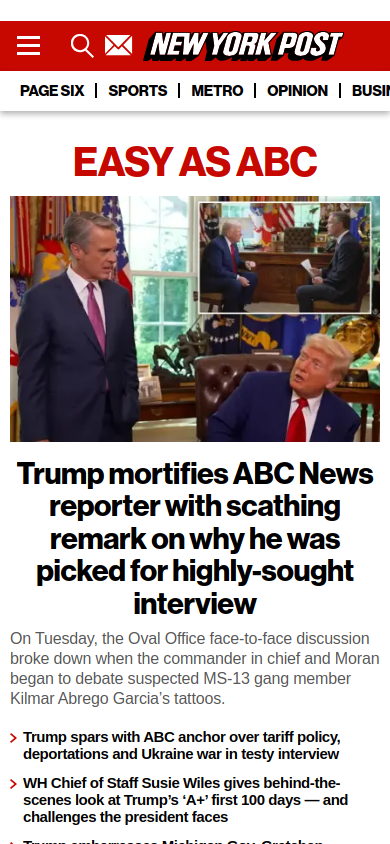 NEW YORK POST
PAGE SIX | SPORTS | METRO | OPINION |
EASY AS ABC
Trump mortifies ABC News
reporter with scathing
remark on why he was
picked for highly-sought
interview
On Tuesday, the Oval Office face-to-face discussion
broke down when the commander in chief and Moran
began to debate suspected MS-13 gang member
Kilmar Abrego Garcia’s tattoos.
Trump spars with ABC anchor over tariff policy,
deportations and Ukraine war in testy interview
WH Chief of Staff Susie Wiles gives behind-the-
scenes look at Trump’s ‘A+’ first 100 days — and
challenges the president faces